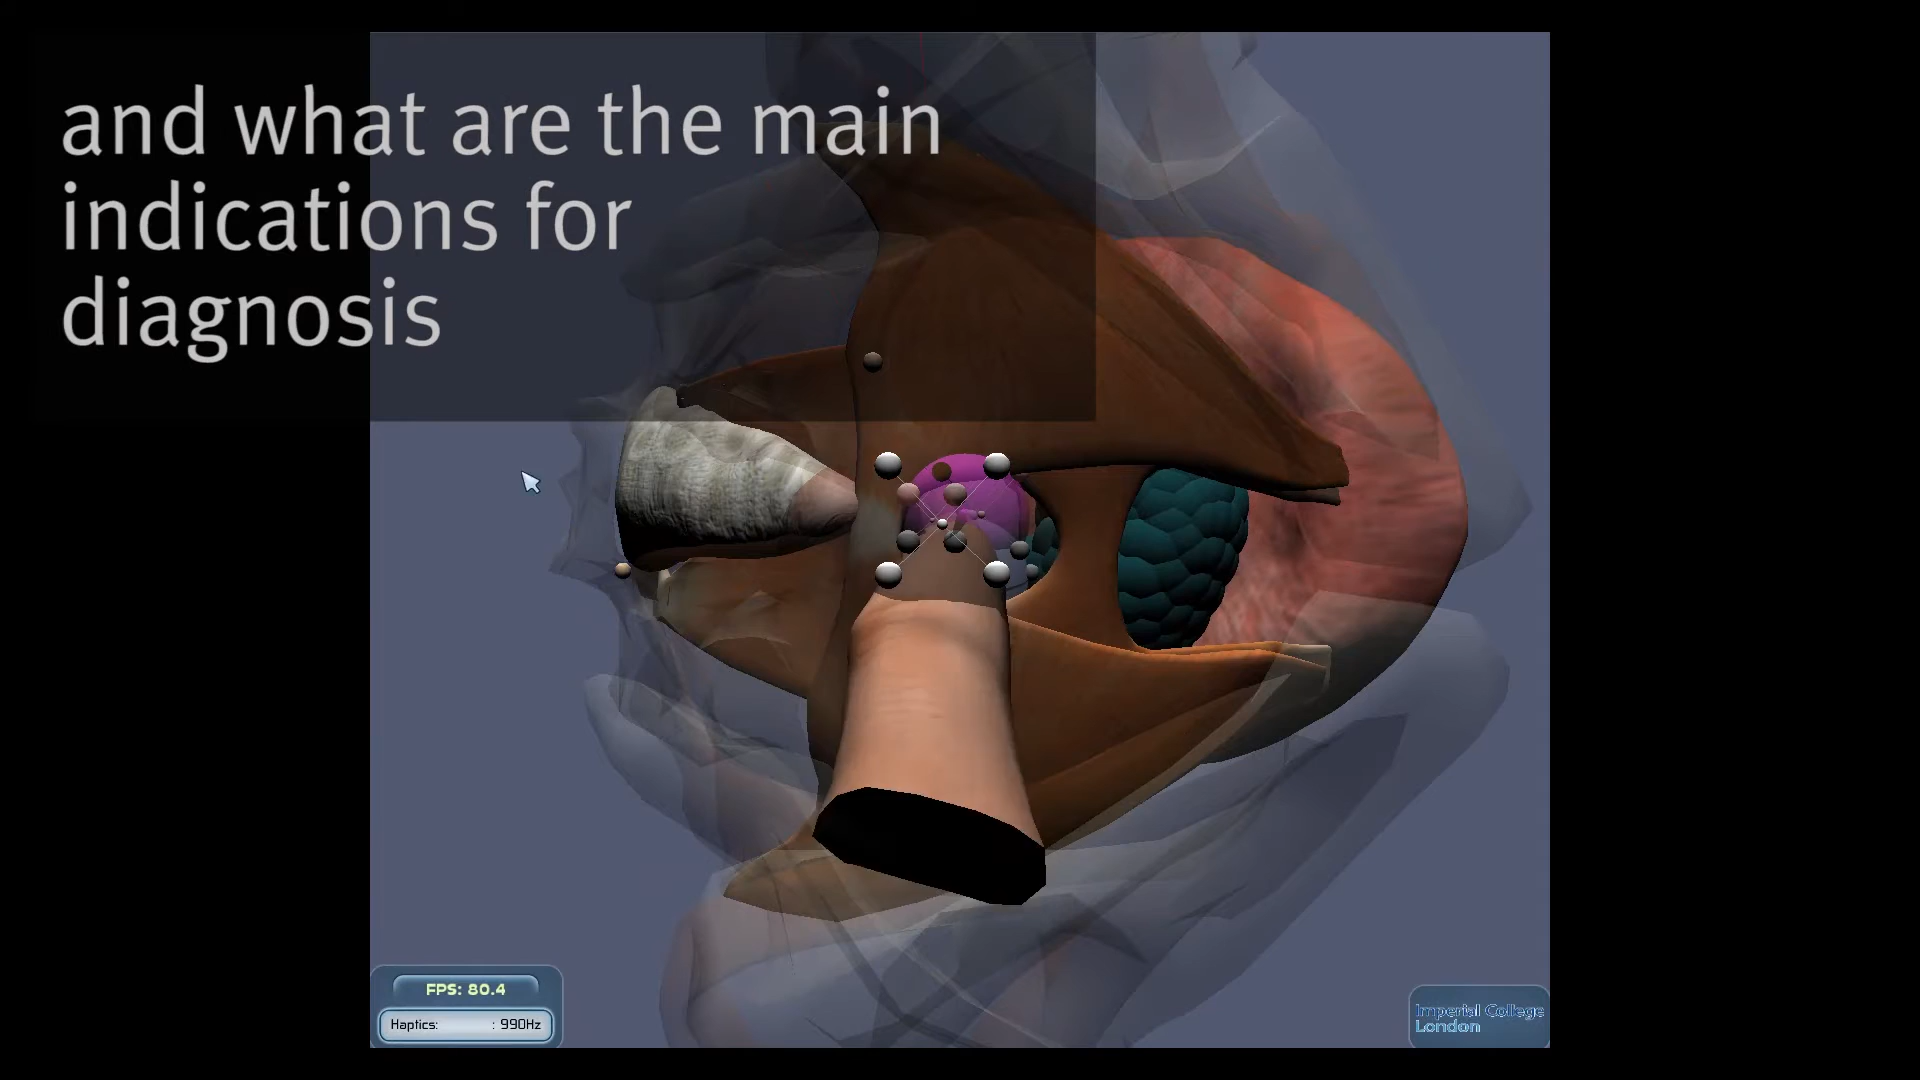 and what are the main
indications for
diagnosis
FPS: 80.4
Haptics: : 990Hz
Imperial College
London